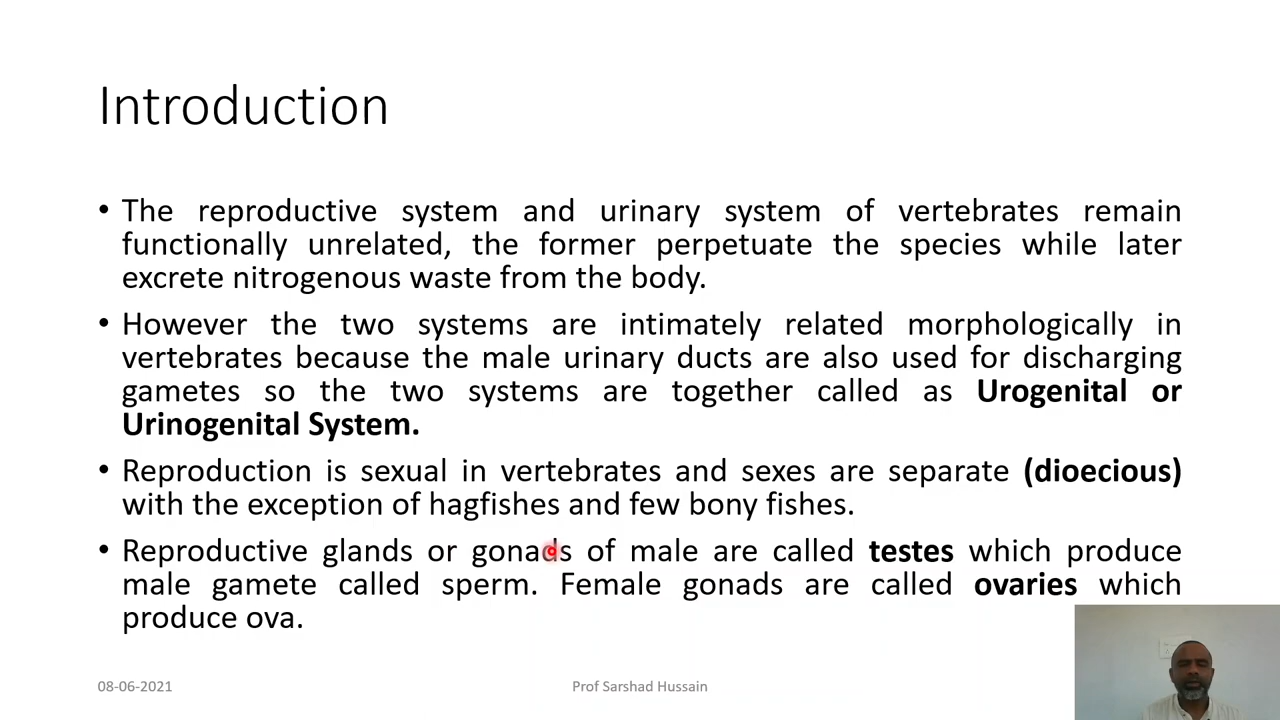 Introduction
• The reproductive system and urinary system of vertebrates remain
functionally unrelated, the former perpetuate the species while later
excrete nitrogenous waste from the body.
• However the two systems are intimately related morphologically in
vertebrates because the male urinary ducts are also used for discharging
gametes so the two systems are together called as Urogenital or
Urinogenital System.
• Reproduction is sexual in vertebrates and sexes are separate (dioecious)
with the exception of hagfishes and few bony fishes.
• Reproductive glands or gonads of male are called testes which produce
male gamete called sperm. Female gonads are called ovaries which
produce ova.
08-06-2021
Prof Sarshad Hussain